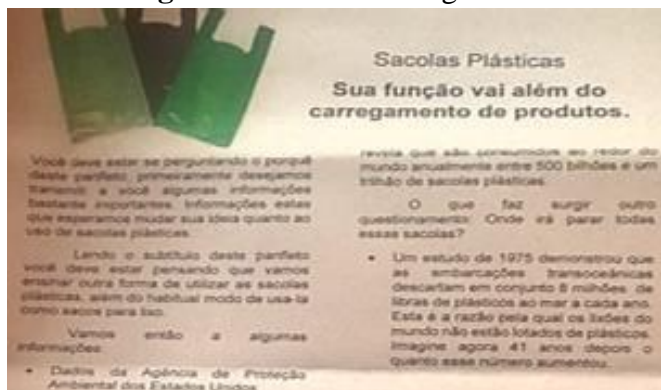 Sacolas Plásticas
Sua função vai além do
carregamento de produtos.
Você deve estar se perguntando o porquê
deste panfleto, primeiramente desejamos
transmitir a você algumas informações
bastante importantes. Informações estas
que esperamos mudar sua ideia quanto ao
uso de sacolas plásticas.
Lendo o subtítulo deste panfleto
você deve estar pensando que vamos
ensinar outra forma de utilizar as sacolas
plásticas, além do habitual modo de usa-la
como sacos para lixo.
Vamos então a algumas
informações:
• Dados da Agência de Proteção
Ambiental dos Estados Unidos
revela que são consumidos ao redor do
mundo anualmente entre 500 bilhões e um
trilhão de sacolas plásticas.
O que faz surgir outro
questionamento: Onde irá parar todas
essas sacolas?
• Um estudo de 1975 demonstrou que
as embarcações transoceânicas
descartam em conjunto 8 milhões de
libras de plásticos ao mar a cada ano.
Esta é a razão pela qual os lixões do
mundo não estão lotados de plásticos.
Imagine agora 41 anos depois o
quanto esse número aumentou.